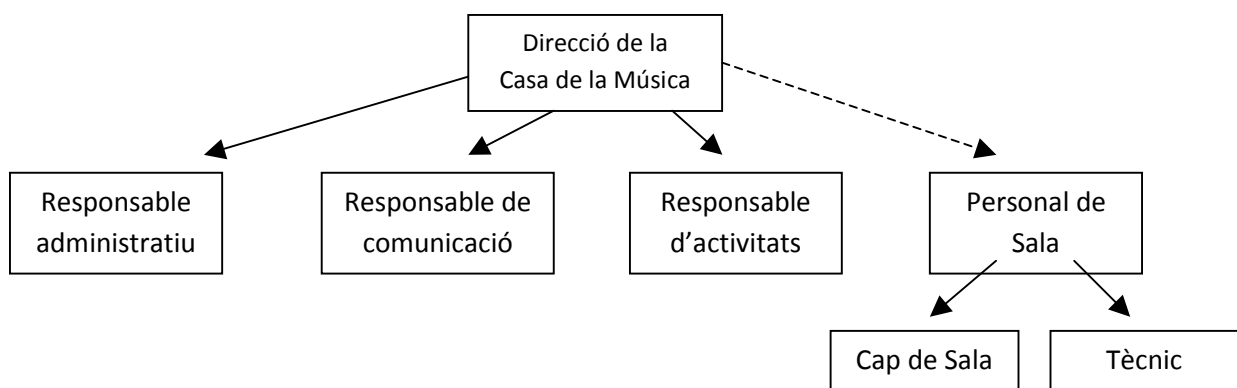 Direcció de la
Casa de la Música
Responsable
administratiu
Responsable de
comunicació
Responsable
d’activitats
Personal de
Sala
Cap de Sala
Tècnic